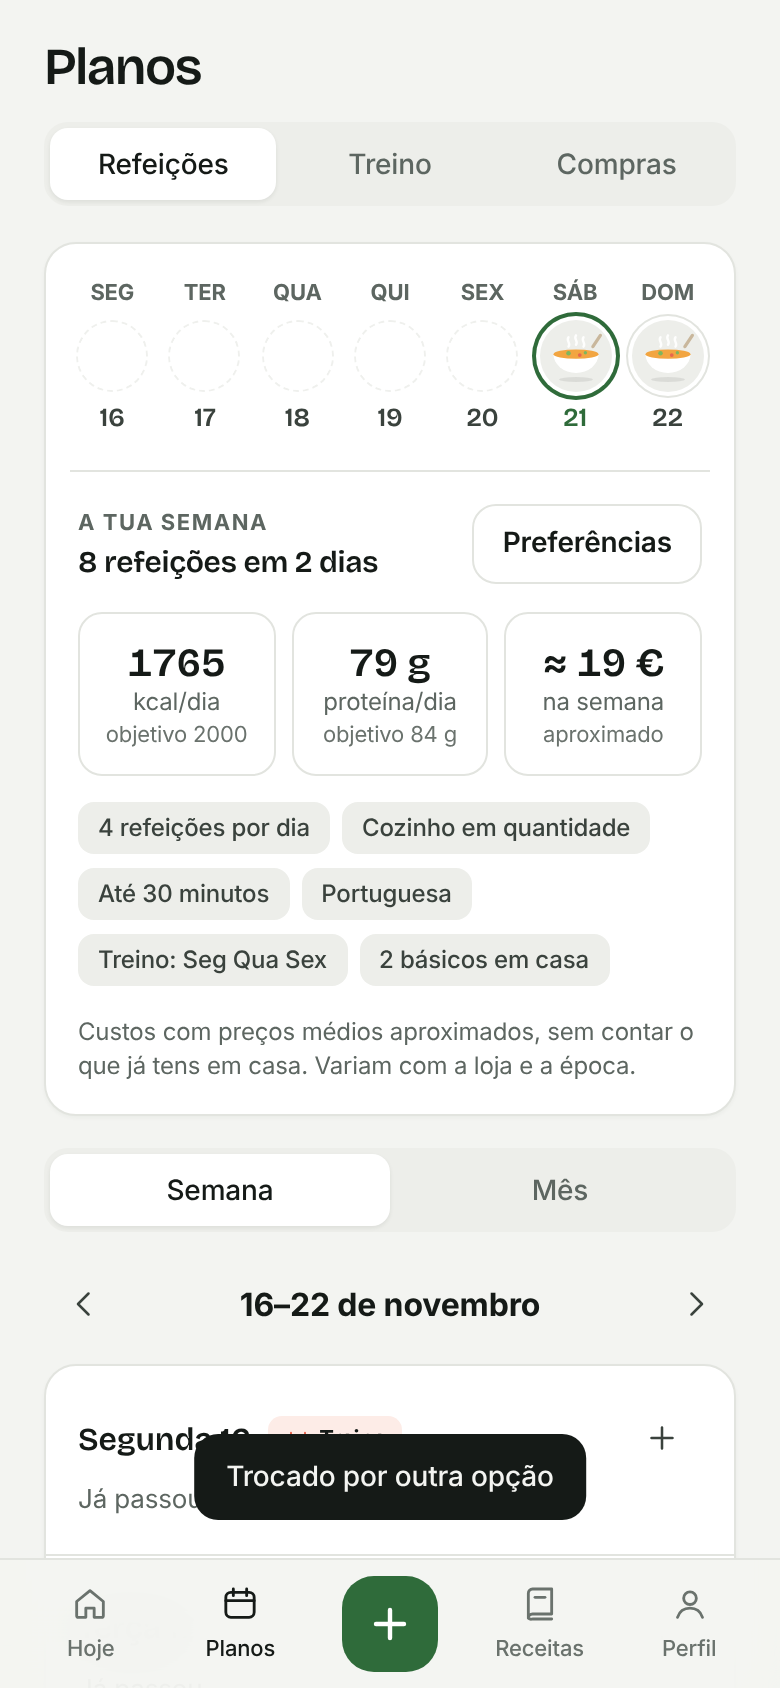 Planos
Refeições Treino Compras
SEG TER QUA QUI SEX SÁB DOM
16 17 18 19 20 21 22
A TUA SEMANA
8 refeições em 2 dias
Preferências
1765 79 g ≈ 19 €
kcal/dia proteína/dia na semana
objetivo 2000 objetivo 84 g aproximado
4 refeições por dia Cozinho em quantidade
Até 30 minutos Portuguesa
Treino: Seg Qua Sex 2 básicos em casa
Custos com preços médios aproximados, sem contar o
que já tens em casa. Variam com a loja e a época.
Semana Mês
16–22 de novembro
Segunda
Já passou
Trocado por outra opção
Hoje Planos Receitas Perfil